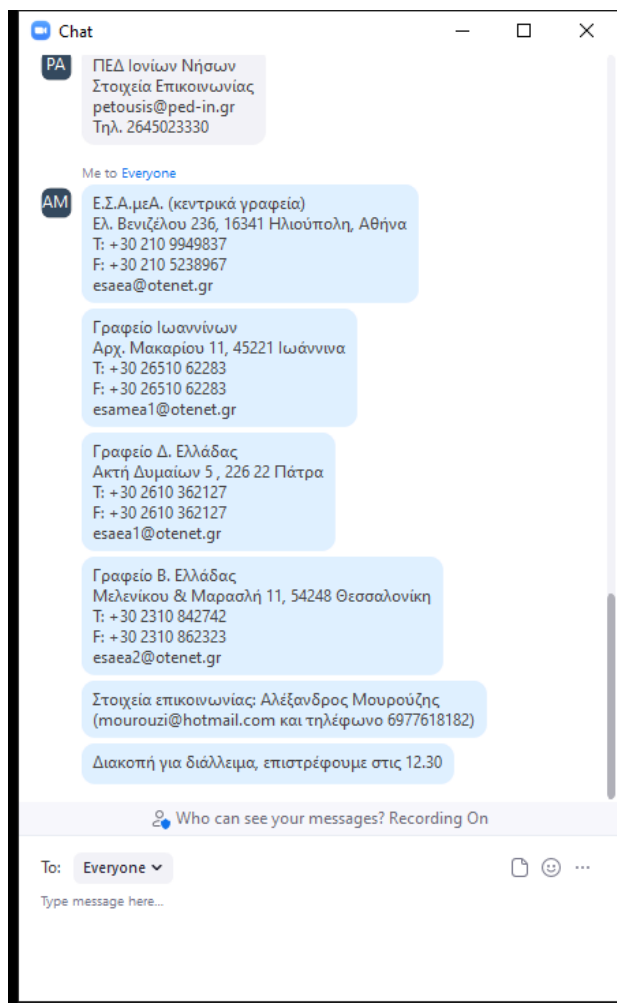 Chat
PA
ΠΕΔ Ιονίων Νήσων
Στοιχεία Επικοινωνίας
petousis@ped-in.gr
Τηλ. 2645023330
Me to Everyone
AM
Ε.Σ.Α.μεΑ. (κεντρικά γραφεία)
Ελ. Βενιζέλου 236, 16341 Ηλιούπολη, Αθήνα
T: +30 210 9949837
F: +30 210 5238967
esaea@otenet.gr
Γραφείο Ιωαννίνων
Αρχ. Μακαρίου 11, 45221 Ιωάννινα
T: +30 26510 62283
F: +30 26510 62283
esamea1@otenet.gr
Γραφείο Δ. Ελλάδας
Ακτή Δυμαίων 5 , 226 22 Πάτρα
T: +30 2610 362127
F: +30 2610 362127
esaea1@otenet.gr
Γραφείο Β. Ελλάδας
Μελενίκου & Μαρασλή 11, 54248 Θεσσαλονίκη
T: +30 2310 842742
F: +30 2310 862323
esaea2@otenet.gr
Στοιχεία επικοινωνίας: Αλέξανδρος Μουρούζης
(mourouzi@hotmail.com και τηλέφωνο 6977618182)
Διακοπή για διάλλειμα, επιστρέφουμε στις 12.30
Who can see your messages? Recording On
To: Everyone
Type message here...